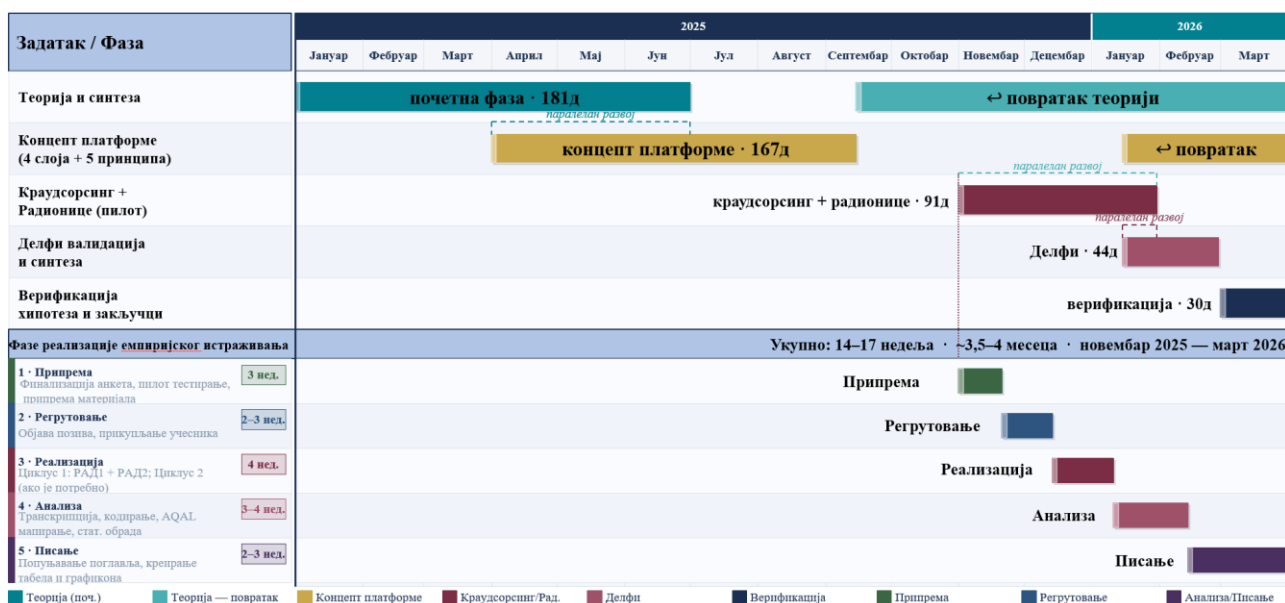 Задатак / Фаза
2025
2026
Јануар Фебруар Март Април Мај Јун Јул Август Септембар Октобар Новембар Децембар Јануар Фебруар Март
Теорија и синтеза
почетна фаза · 181д
↩ повратак теорији
паралелан развој
Концепт платформе
(4 слоја + 5 принципа)
концепт платформе · 167д
↩ повратак
паралелан развој
Краудсорсинг +
Радионице (пилот)
краудсорсинг + радионице · 91д
паралелан развој
Делфи валидација
и синтеза
Делфи · 44д
Верификација
хипотеза и закључци
верификација · 30д
Фазе реализације емпиријског истраживања
Укупно: 14–17 недеља · ~3,5–4 месеца · новембар 2025 — март 2026
1 · Припрема
Финализација анкета, пилот тестирање,
припрема материјала
3 нед.
Припрема
2 · Регрутовање
Објава позива, прикупљање учесника
2–3 нед.
Регрутовање
3 · Реализација
Циклус 1: РАД1 + РАД2; Циклус 2
(ако је потребно)
4 нед.
Реализација
4 · Анализа
Транскрипција, кодирање, AQAL
мапирање, стат. обрада
3–4 нед.
Анализа
5 · Писање
Попуњавање поглавља, креирање
табела и графикона
2–3 нед.
Писање
Теорија (поч.) Теорија — повратак Концепт платформе Краудсорсинг/Рад. Делфи Верификација Припрема Регрутовање Анализа/Писање